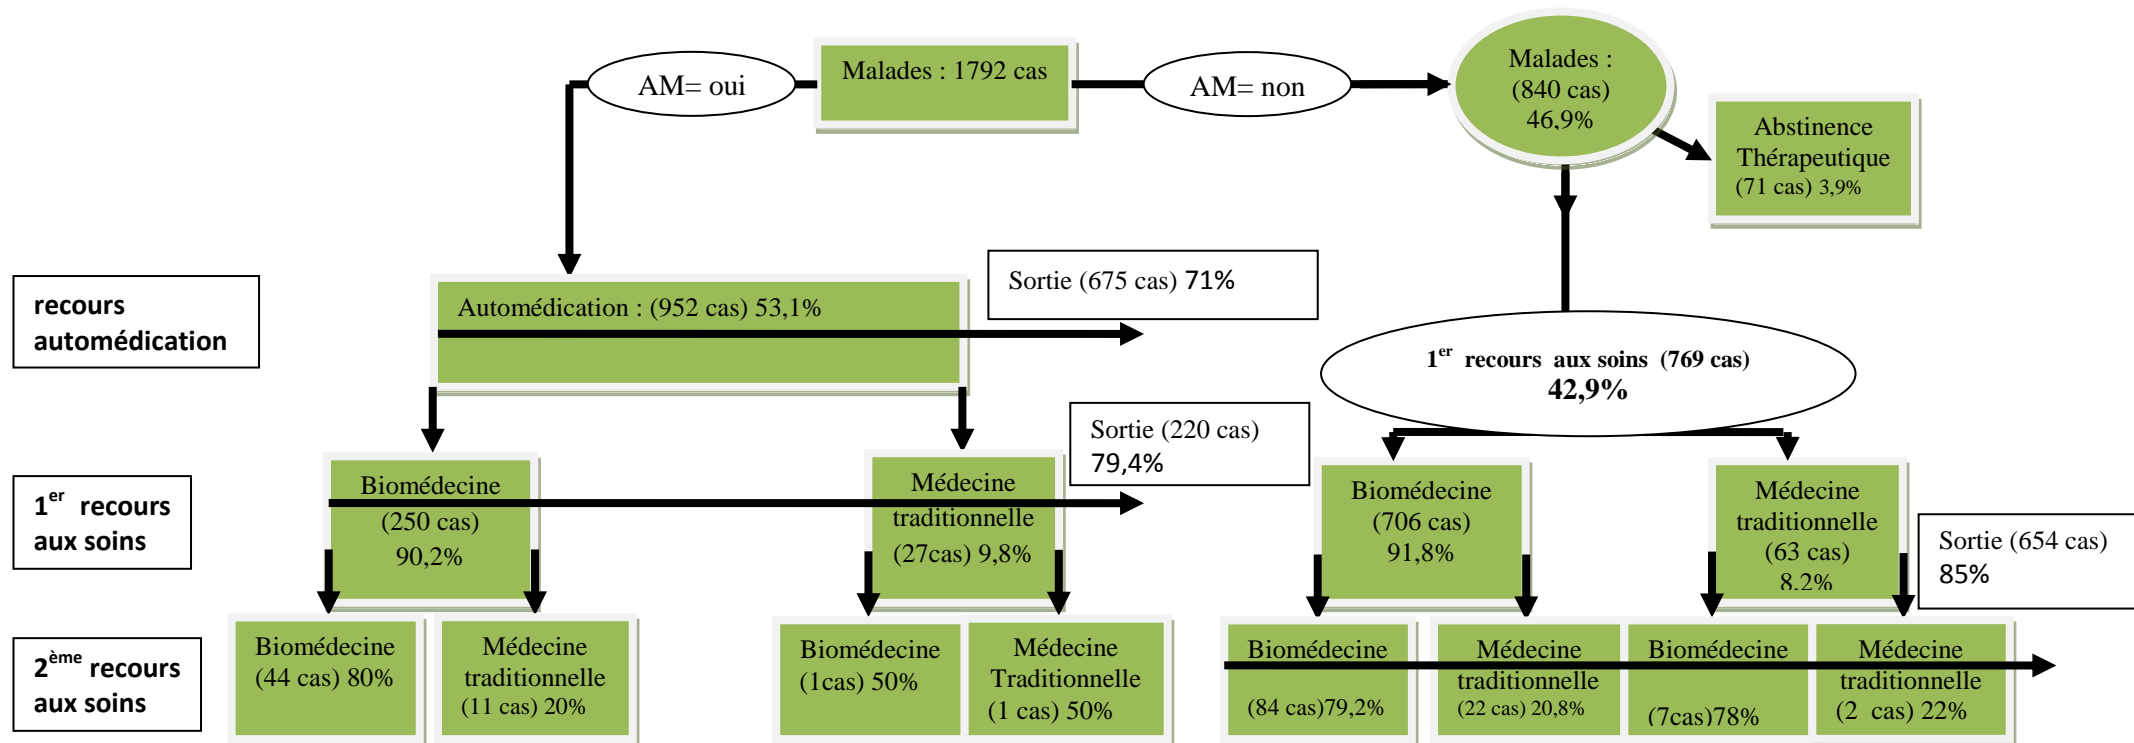 AM= oui
Malades : 1792 cas
AM= non
Malades :
(840 cas)
46,9%
Abstinence
Thérapeutique
(71 cas) 3,9%
recours
automédication
Automédication : (952 cas) 53,1%
Sortie (675 cas) 71%
1er recours aux soins (769 cas)
42,9%
1er recours
aux soins
Biomédecine
(250 cas)
90,2%
Médecine
traditionnelle
(27cas) 9,8%
Sortie (220 cas)
79,4%
Biomédecine
(706 cas)
91,8%
Médecine
traditionnelle
(63 cas)
8,2%
Sortie (654 cas)
85%
2ème recours
aux soins
Biomédecine
(44 cas) 80%
Médecine
traditionnelle
(11 cas) 20%
Biomédecine
(1cas) 50%
Médecine
Traditionnelle
(1 cas) 50%
Biomédecine
(84 cas)79,2%
Médecine
traditionnelle
(22 cas) 20,8%
Biomédecine
(7cas)78%
Médecine
traditionnelle
(2 cas) 22%